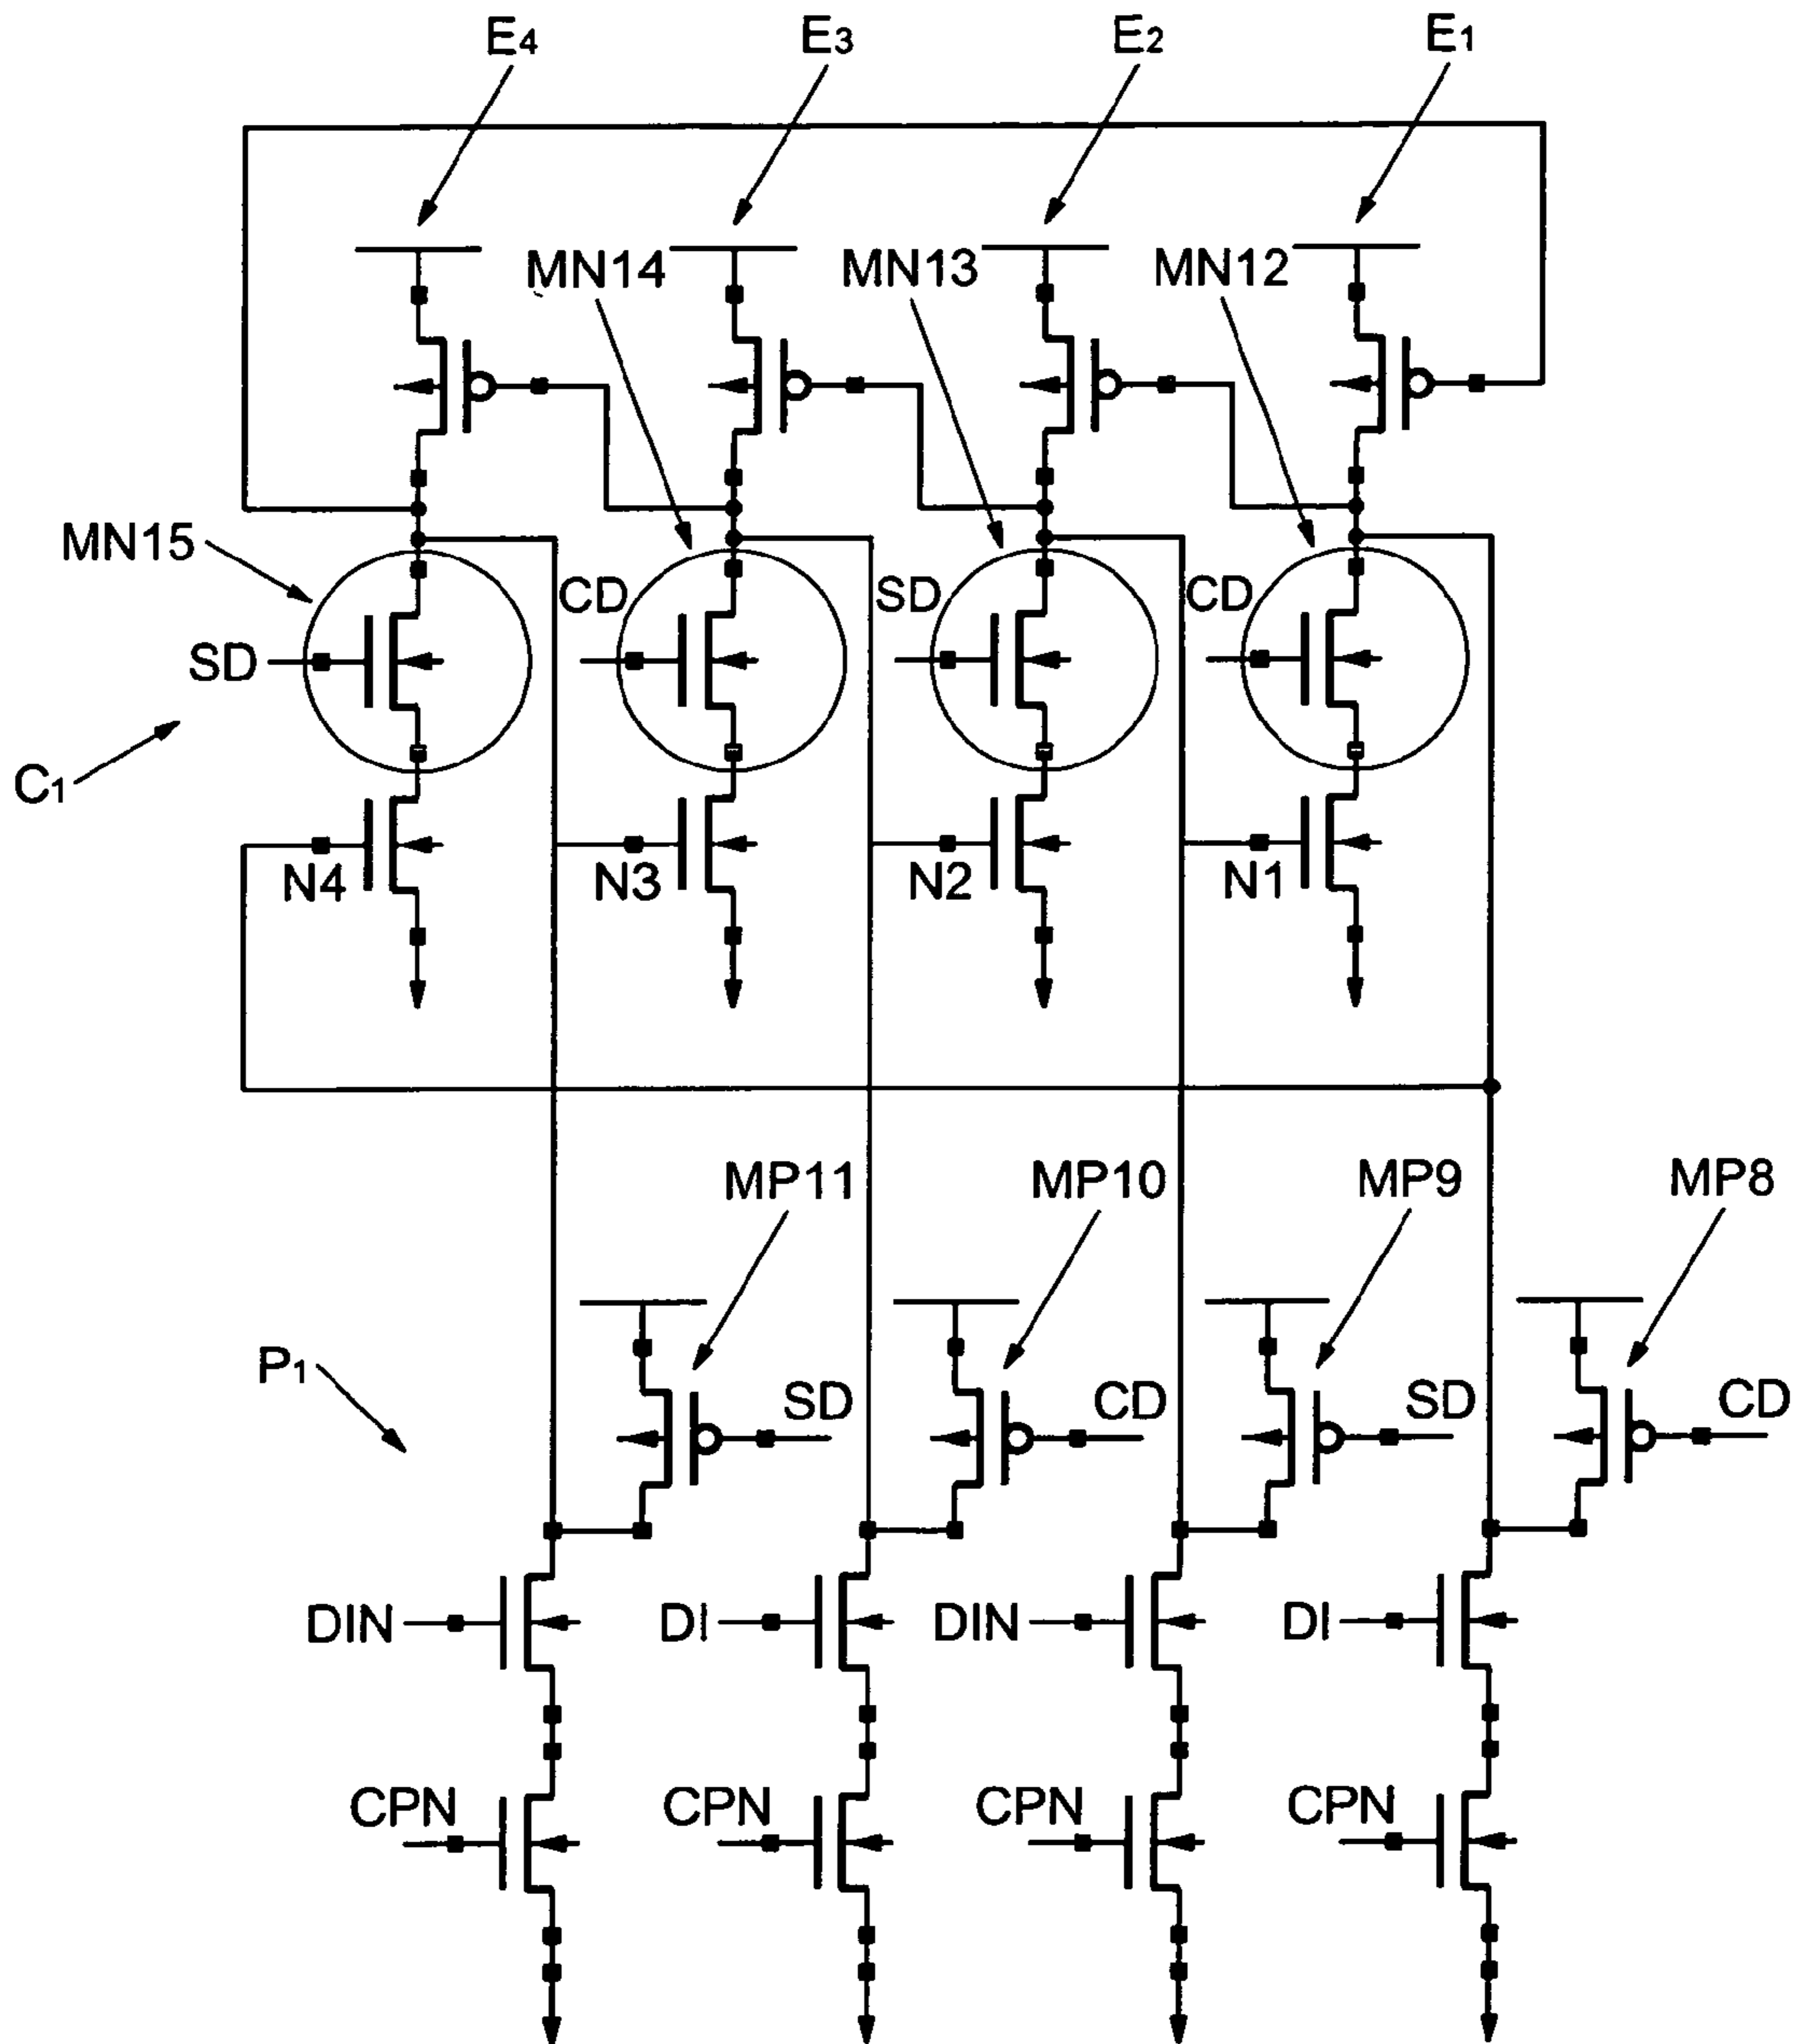 E4 E3 E2 E1
MN14 MN13 MN12
MN15
CD SD CD
SD
C1
N4 N3 N2 N1
MP11 MP10 MP9 MP8
P1
SD CD SD CD
DIN DI DIN DI
CPN CPN CPN CPN